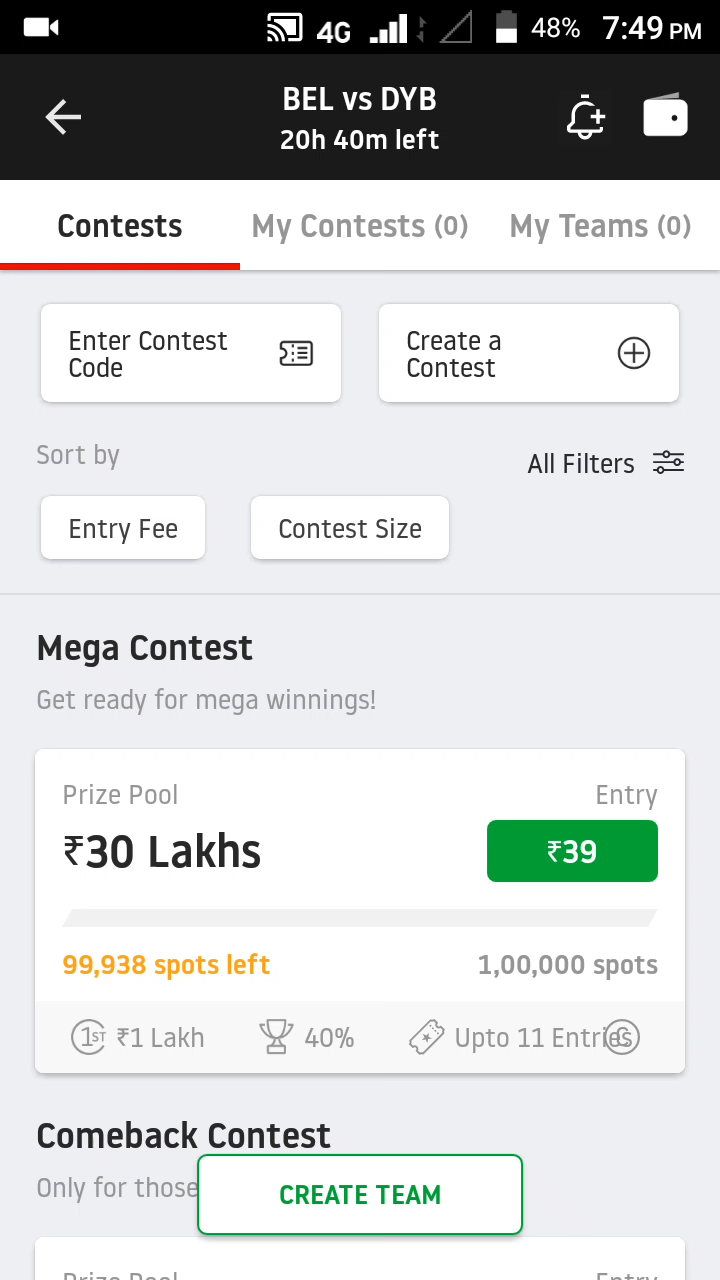 4G 48% 7:49 PM
BEL vs DYB
20h 40m left
Contests My Contests (0) My Teams (0)
Enter Contest Code
Create a Contest
Sort by
All Filters
Entry Fee Contest Size
Mega Contest
Get ready for mega winnings!
Prize Pool Entry
₹30 Lakhs ₹39
99,938 spots left 1,00,000 spots
1ST ₹1 Lakh 40% Upto 11 Entries C
Comeback Contest
Only for those
CREATE TEAM
Prize Pool Entry